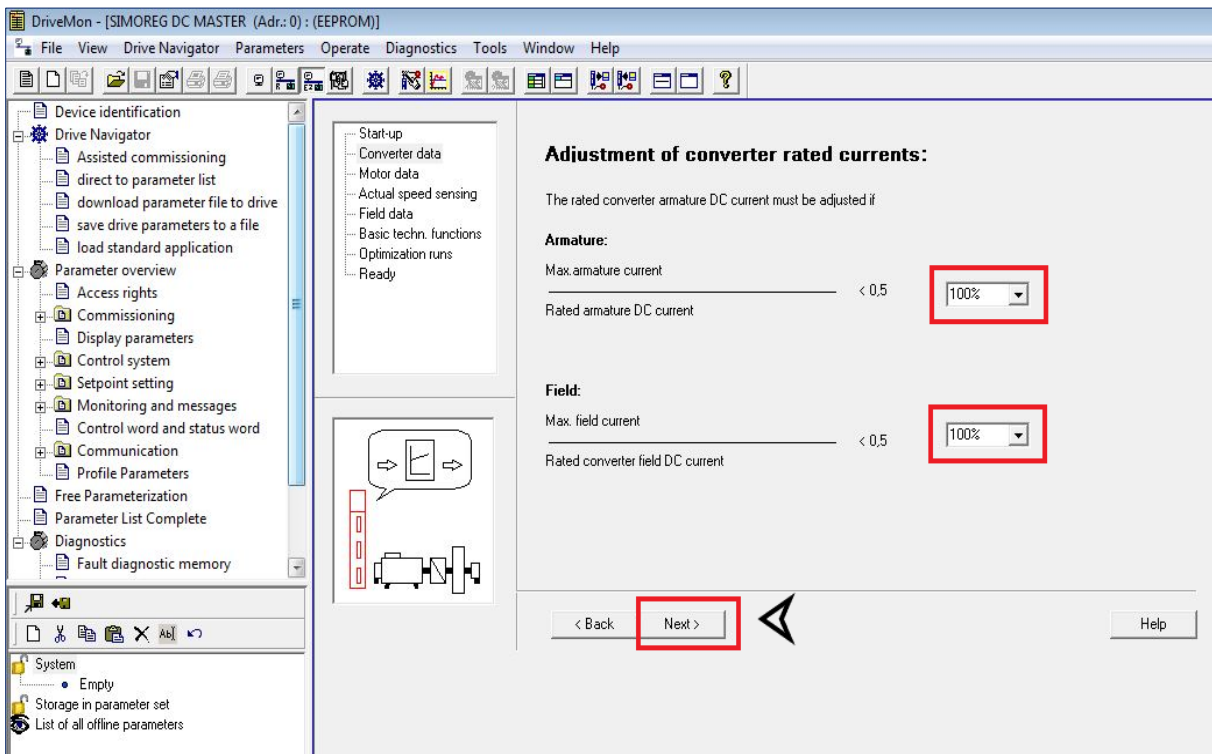 DriveMon - [SIMOREG DC MASTER (Adr.: 0) : (EEPROM)]
File View Drive Navigator Parameters Operate Diagnostics Tools Window Help
Device identification
Drive Navigator
Assisted commissioning
direct to parameter list
download parameter file to drive
save drive parameters to a file
load standard application
Parameter overview
Access rights
Commissioning
Display parameters
Control system
Setpoint setting
Monitoring and messages
Control word and status word
Communication
Profile Parameters
Free Parameterization
Parameter List Complete
Diagnostics
Fault diagnostic memory
System
Empty
Storage in parameter set
List of all offline parameters
Start-up
Converter data
Motor data
Actual speed sensing
Field data
Basic techn. functions
Optimization runs
Ready
Adjustment of converter rated currents:
The rated converter armature DC current must be adjusted if
Armature:
Max.armature current
< 0,5 100%
Rated armature DC current
Field:
Max. field current
< 0,5 100%
Rated converter field DC current
< Back Next > Help